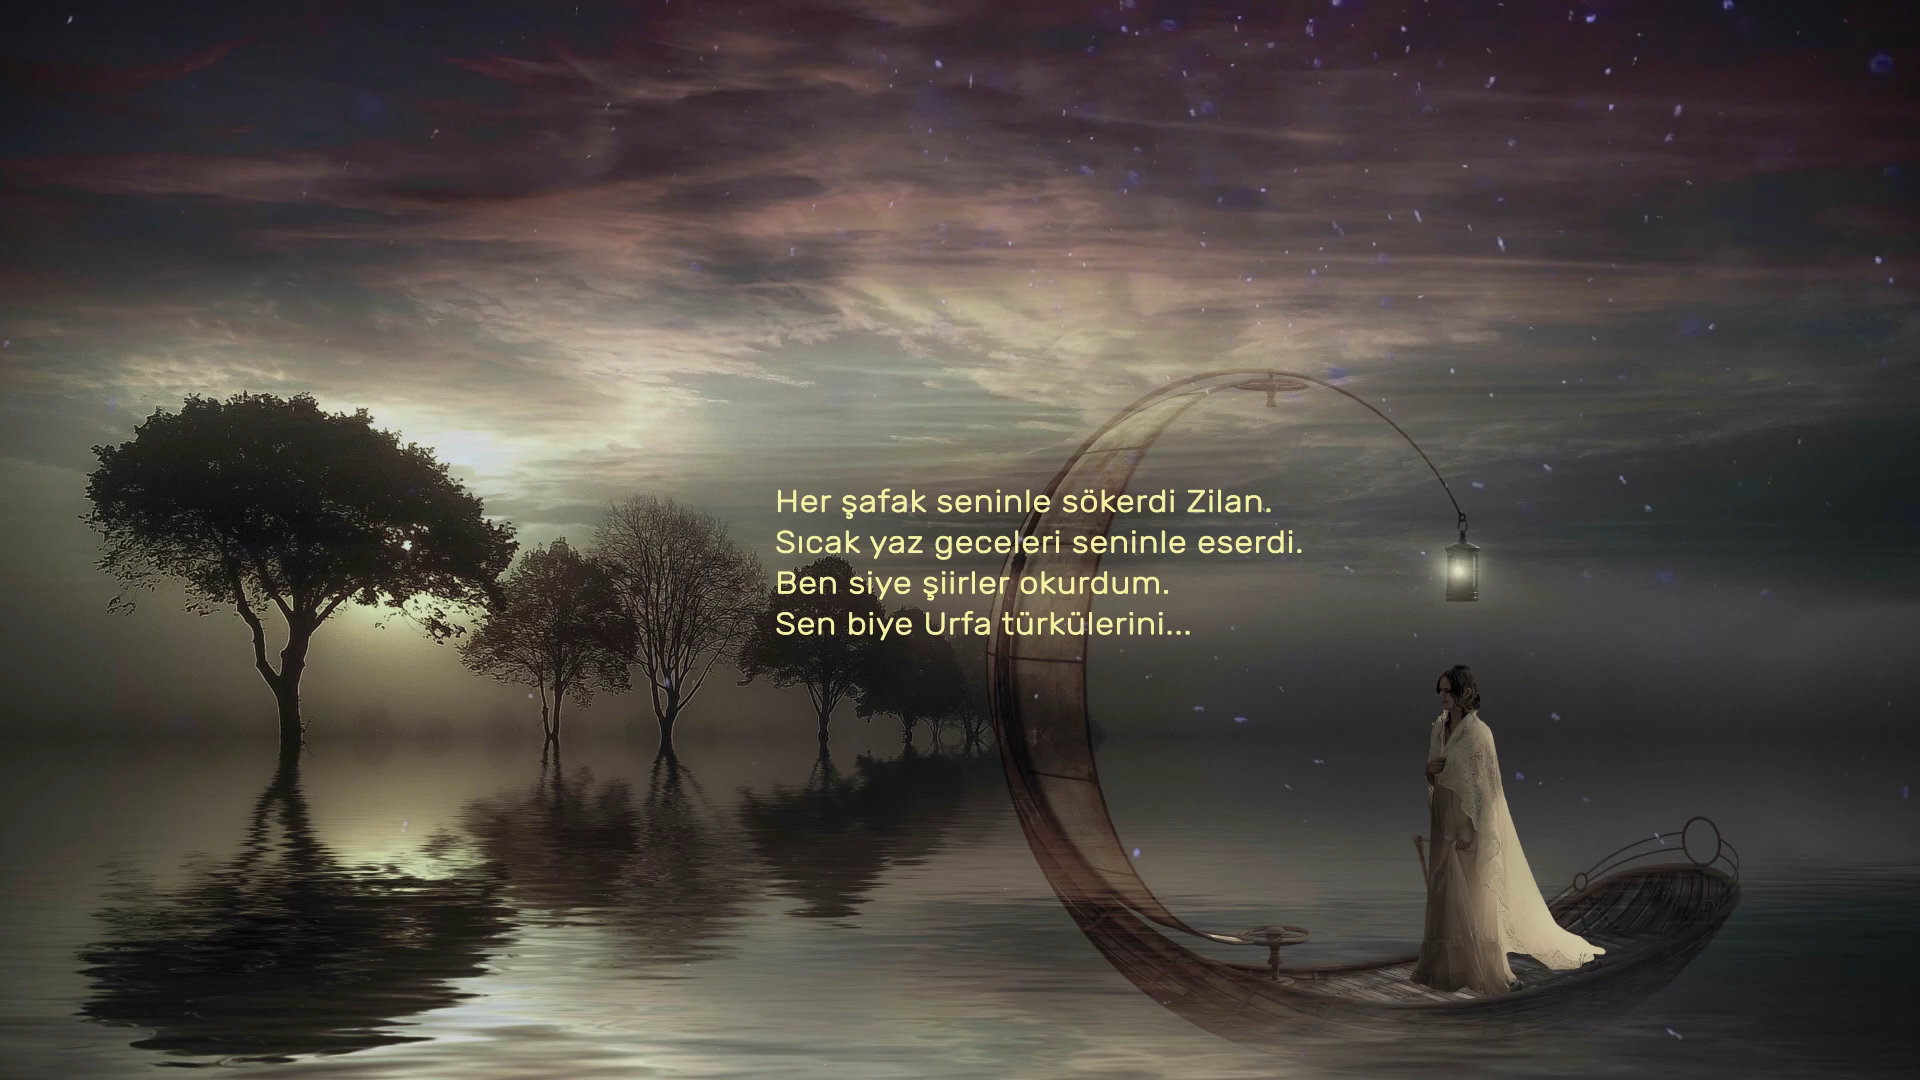 Her şafak seninle sökerdi Zilan.
Sıcak yaz geceleri seninle eserdi.
Ben siye şiirler okurdum.
Sen biye Urfa türkülerini...